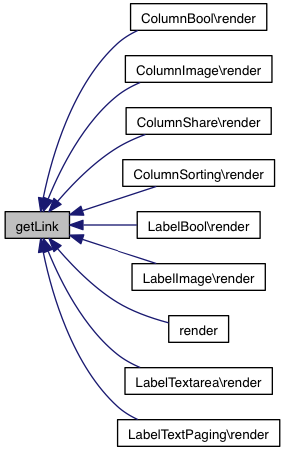 ColumnBool\render
ColumnImage\render
ColumnShare\render
ColumnSorting\render
getLink
LabelBool\render
LabelImage\render
render
LabelTextarea\render
LabelTextPaging\render